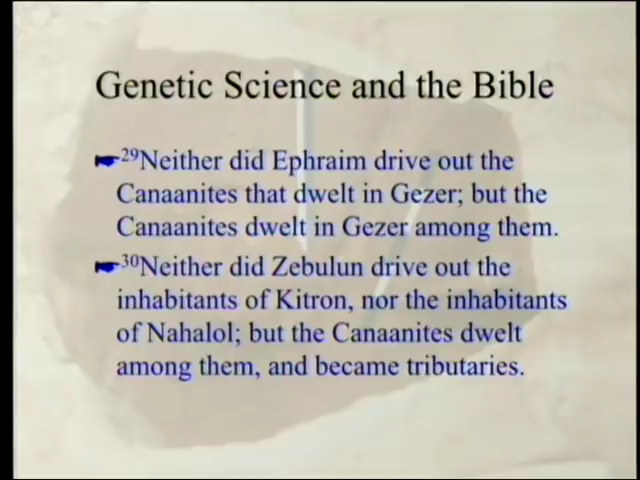 Genetic Science and the Bible
29Neither did Ephraim drive out the
Canaanites that dwelt in Gezer; but the
Canaanites dwelt in Gezer among them.
30Neither did Zebulun drive out the
inhabitants of Kitron, nor the inhabitants
of Nahalol; but the Canaanites dwelt
among them, and became tributaries.